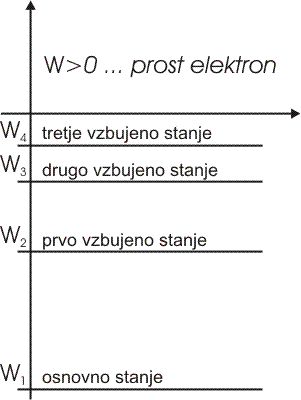 W>0 ... prost elektron
W4 tretje vzbujeno stanje
W3 drugo vzbujeno stanje
W2 prvo vzbujeno stanje
W1 osnovno stanje